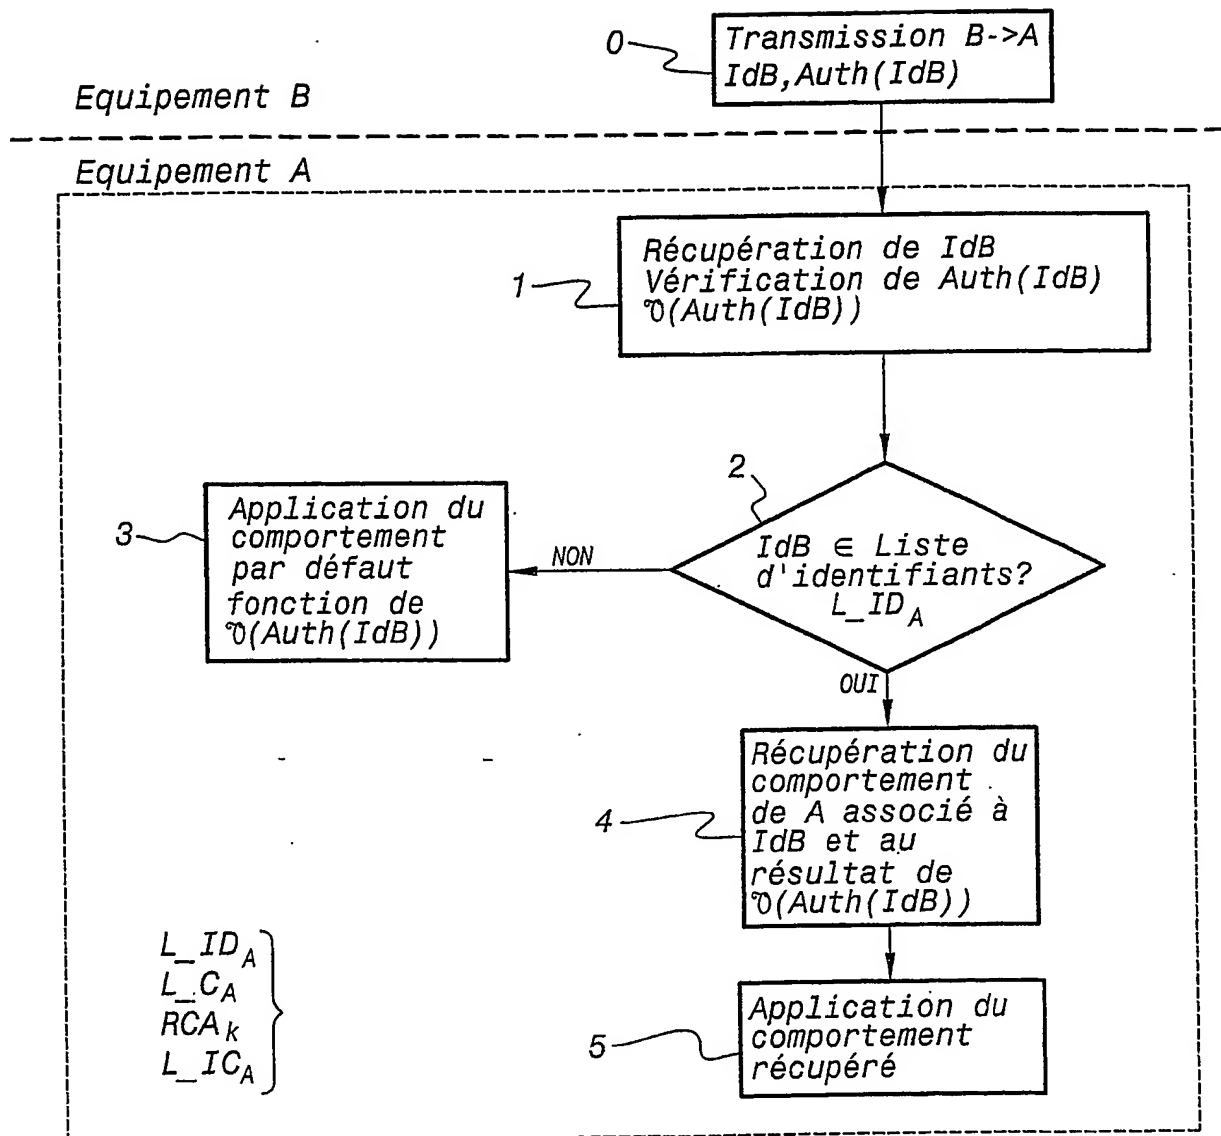 0
Transmission B->A
IdB,Auth(IdB)
Equipement B
Equipement A
1
Récupération de IdB
Vérification de Auth(IdB)
𝒱(Auth(IdB))
2
IdB ∈ Liste
d'identifiants?
L_ID_A
3
Application du
comportement
par défaut
fonction de
𝒱(Auth(IdB))
NON
OUI
4
Récupération du
comportement
de A associé à
IdB et au
résultat de
𝒱(Auth(IdB))
5
Application du
comportement
récupéré
L_ID_A
L_C_A
RCA_k
L_IC_A